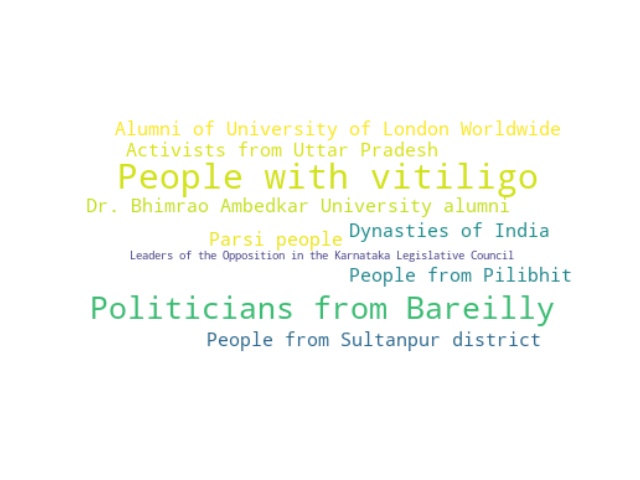 Alumni of University of London Worldwide
Activists from Uttar Pradesh
People with vitiligo
Dr. Bhimrao Ambedkar University alumni
Dynasties of India
Parsi people
Leaders of the Opposition in the Karnataka Legislative Council
People from Pilibhit
Politicians from Bareilly
People from Sultanpur district